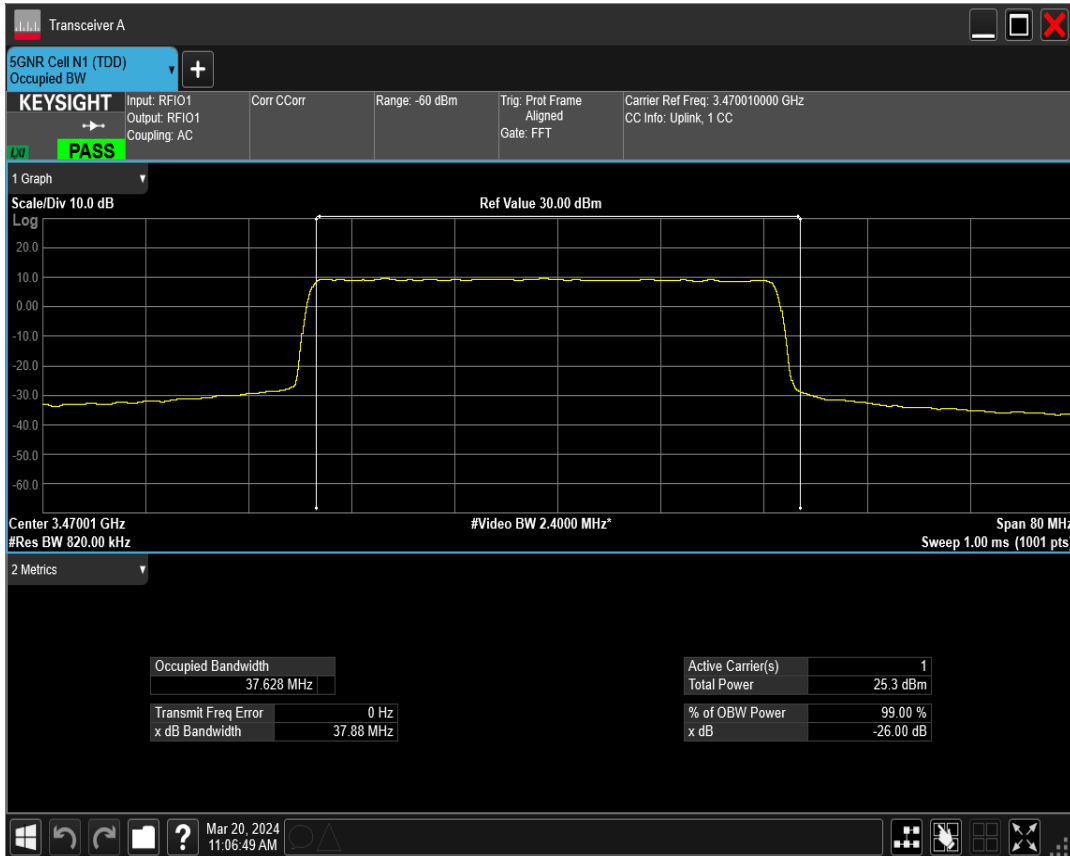 Transceiver A
5GNR Cell N1 (TDD)
Occupied BW
+
KEYSIGHT
LXI
PASS
Input: RFIO1
Output: RFIO1
Coupling: AC
Corr CCorr
Range: -60 dBm
Trig: Prot Frame
Aligned
Gate: FFT
Carrier Ref Freq: 3.470010000 GHz
CC Info: Uplink, 1 CC
1 Graph
Scale/Div 10.0 dB
Ref Value 30.00 dBm
Log
20.0
10.0
0.00
-10.0
-20.0
-30.0
-40.0
-50.0
-60.0
Center 3.47001 GHz
#Video BW 2.4000 MHz*
Span 80 MHz
#Res BW 820.00 kHz
Sweep 1.00 ms (1001 pts)
2 Metrics
Occupied Bandwidth
37.628 MHz
Transmit Freq Error 0 Hz
x dB Bandwidth 37.88 MHz
Active Carrier(s) 1
Total Power 25.3 dBm
% of OBW Power 99.00 %
x dB -26.00 dB
?
Mar 20, 2024
11:06:49 AM